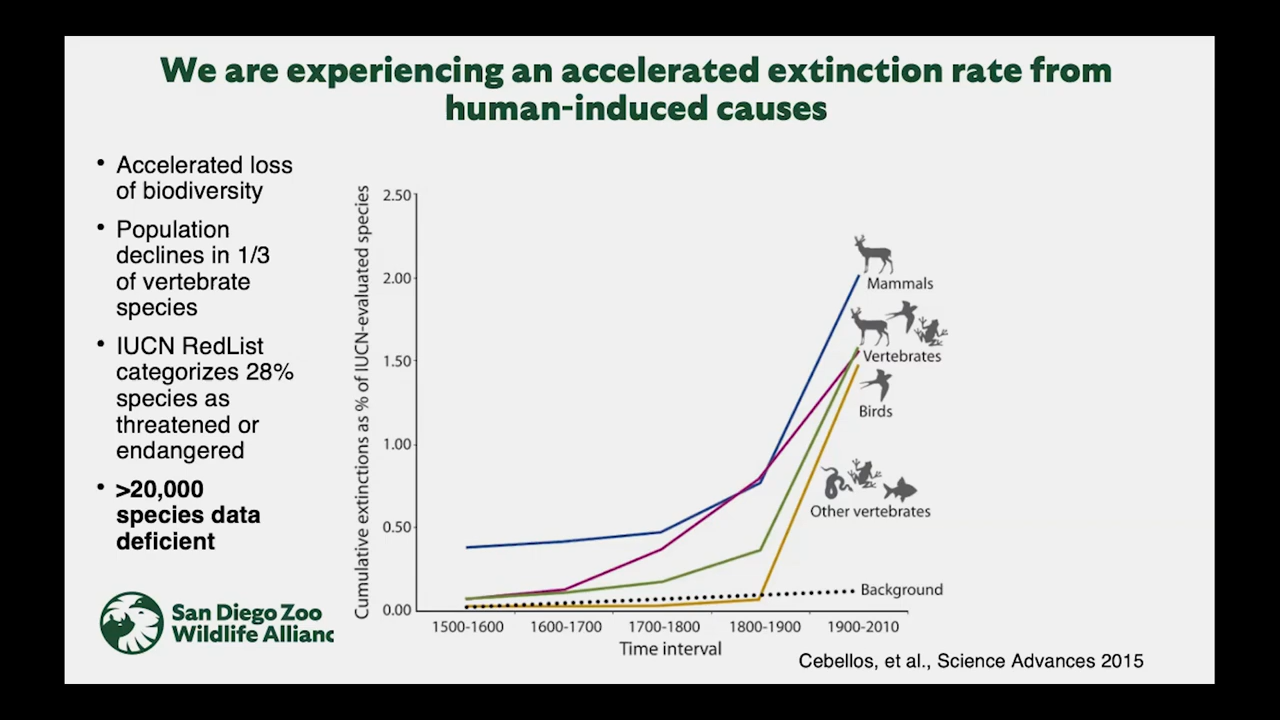 We are experiencing an accelerated extinction rate from
human-induced causes
• Accelerated loss
of biodiversity
• Population
declines in 1/3
of vertebrate
species
• IUCN RedList
categorizes 28%
species as
threatened or
endangered
• >20,000
species data
deficient
San Diego Zoo
Wildlife Allianc
Cumulative extinctions as % of IUCN-evaluated species
2.50
2.00
1.50
1.00
0.50
0.00
Mammals
Vertebrates
Birds
Other vertebrates
Background
1500-1600 1600-1700 1700-1800 1800-1900 1900-2010
Time interval
Cebellos, et al., Science Advances 2015